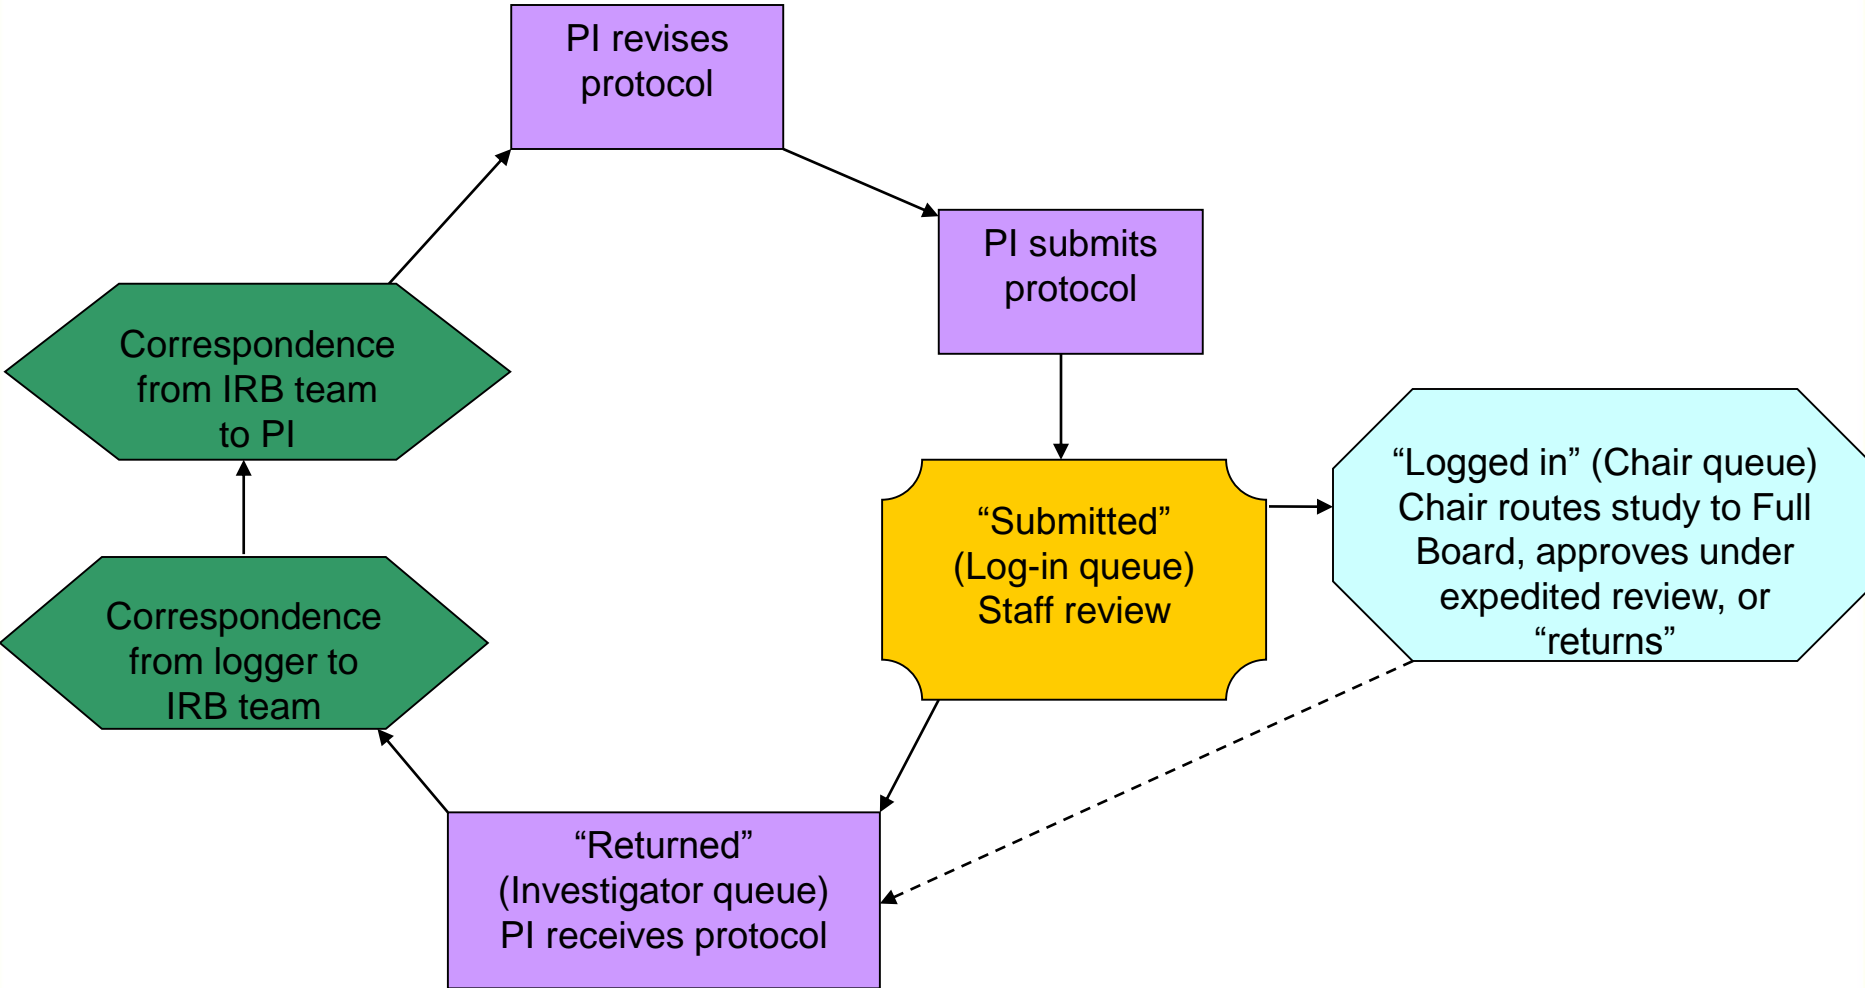 PI revises
protocol
PI submits
protocol
Correspondence
from IRB team
to PI
“Logged in” (Chair queue)
Chair routes study to Full
Board, approves under
expedited review, or
“returns”
“Submitted”
(Log-in queue)
Staff review
Correspondence
from logger to
IRB team
“Returned”
(Investigator queue)
PI receives protocol